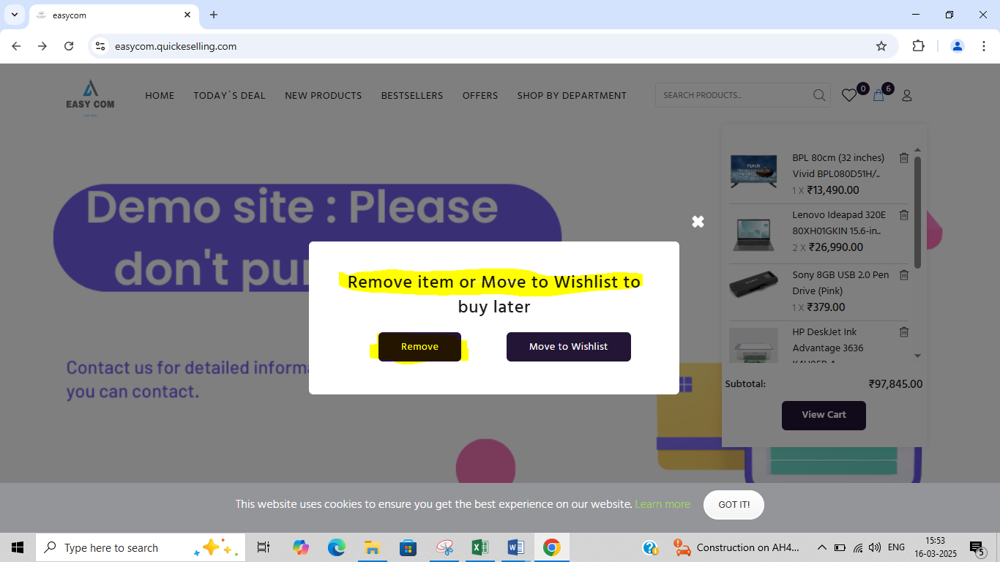 easycom
easycom.quickeselling.com
EASY COM
HOME TODAY`S DEAL NEW PRODUCTS BESTSELLERS OFFERS SHOP BY DEPARTMENT
SEARCH PRODUCTS...
0
6
BPL 80cm (32 inches)
Vivid BPL080D51H/..
1 X ₹13,490.00
Lenovo Ideapad 320E
80XH01GKIN 15.6-in..
2 X ₹26,990.00
Sony 8GB USB 2.0 Pen
Drive (Pink)
1 X ₹379.00
HP DeskJet Ink
Advantage 3636
Subtotal: ₹97,845.00
View Cart
Demo site : Please
don't pur
Contact us for detailed informa
you can contact.
Remove item or Move to Wishlist to
buy later
Remove Move to Wishlist
This website uses cookies to ensure you get the best experience on our website. Learn more GOT IT!
Type here to search
Construction on AH4...
ENG
15:53
16-03-2025
5